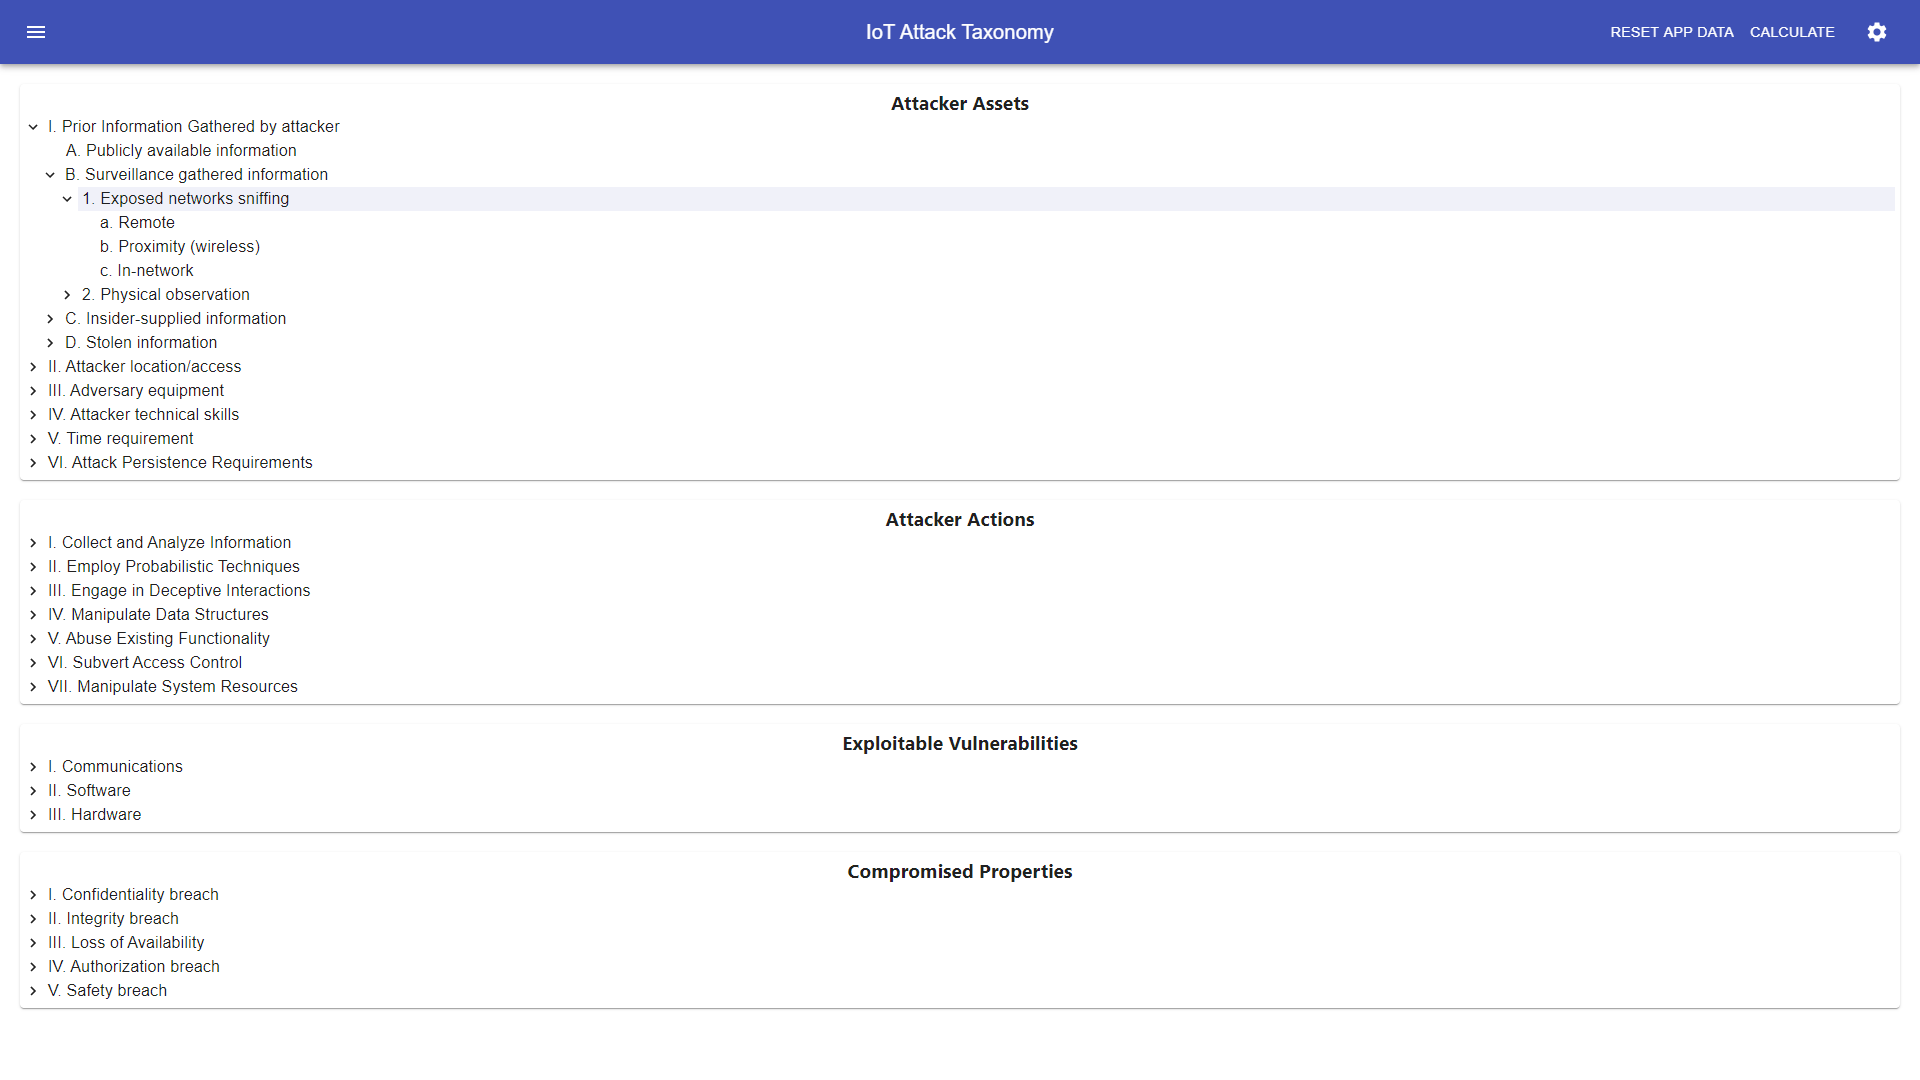 IoT Attack Taxonomy
RESET APP DATA
CALCULATE
Attacker Assets
I. Prior Information Gathered by attacker
A. Publicly available information
B. Surveillance gathered information
1. Exposed networks sniffing
a. Remote
b. Proximity (wireless)
c. In-network
2. Physical observation
C. Insider-supplied information
D. Stolen information
II. Attacker location/access
III. Adversary equipment
IV. Attacker technical skills
V. Time requirement
VI. Attack Persistence Requirements
Attacker Actions
I. Collect and Analyze Information
II. Employ Probabilistic Techniques
III. Engage in Deceptive Interactions
IV. Manipulate Data Structures
V. Abuse Existing Functionality
VI. Subvert Access Control
VII. Manipulate System Resources
Exploitable Vulnerabilities
I. Communications
II. Software
III. Hardware
Compromised Properties
I. Confidentiality breach
II. Integrity breach
III. Loss of Availability
IV. Authorization breach
V. Safety breach